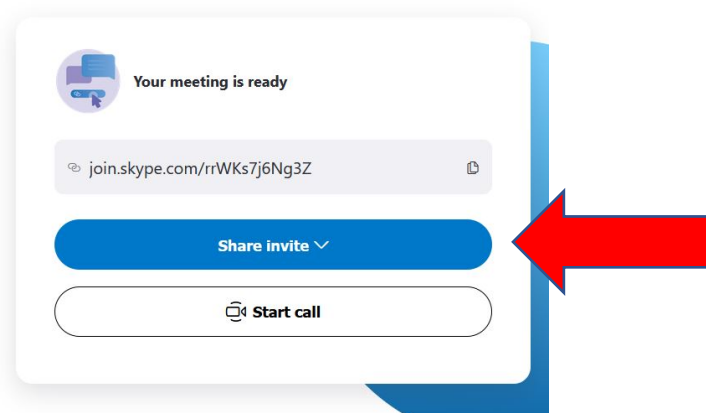 Your meeting is ready
join.skype.com/rrWKs7j6Ng3Z
Share invite
Start call